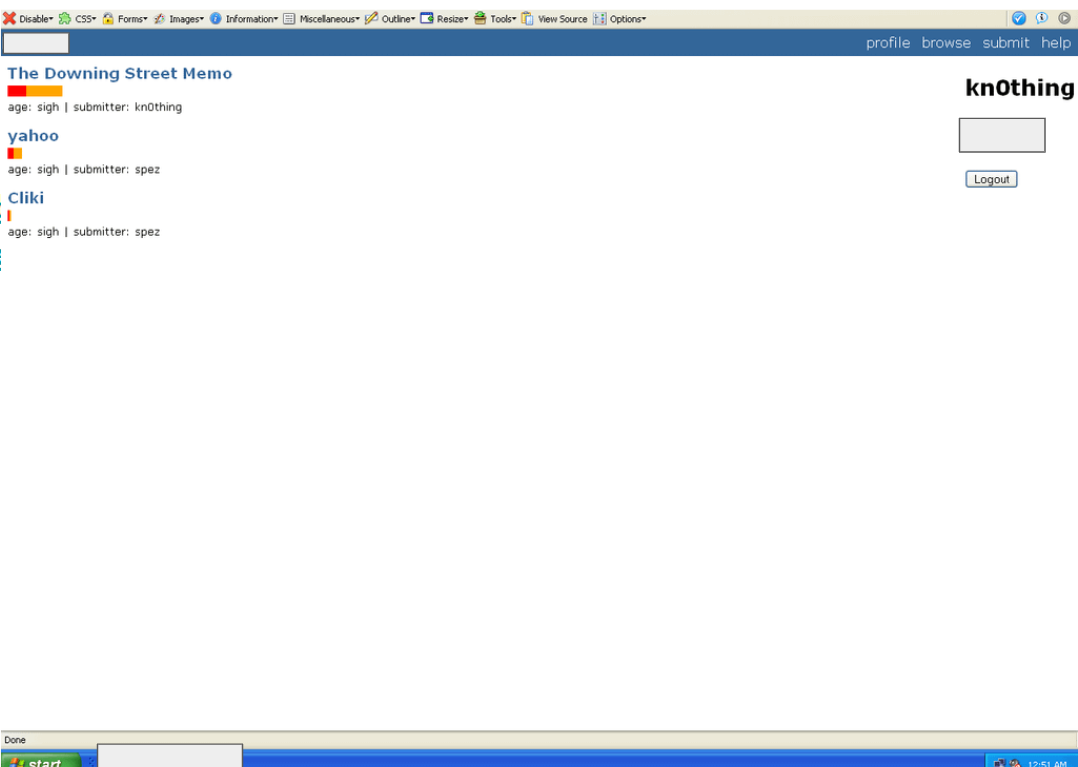 Disable CSS Forms Images Information Miscellaneous Outline Resize Tools View Source Options
profile browse submit help
The Downing Street Memo
age: sigh | submitter: kn0thing
yahoo
age: sigh | submitter: spez
Cliki
age: sigh | submitter: spez
kn0thing
Logout
Done
start
12:51 AM